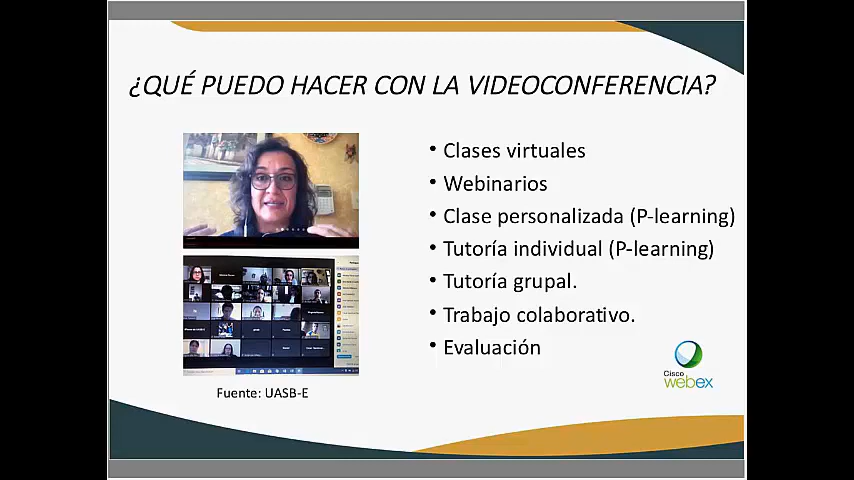 ¿QUÉ PUEDO HACER CON LA VIDEOCONFERENCIA?
• Clases virtuales
• Webinarios
• Clase personalizada (P-learning)
• Tutoría individual (P-learning)
• Tutoría grupal.
• Trabajo colaborativo.
• Evaluación
Cisco
webex
Fuente: UASB-E